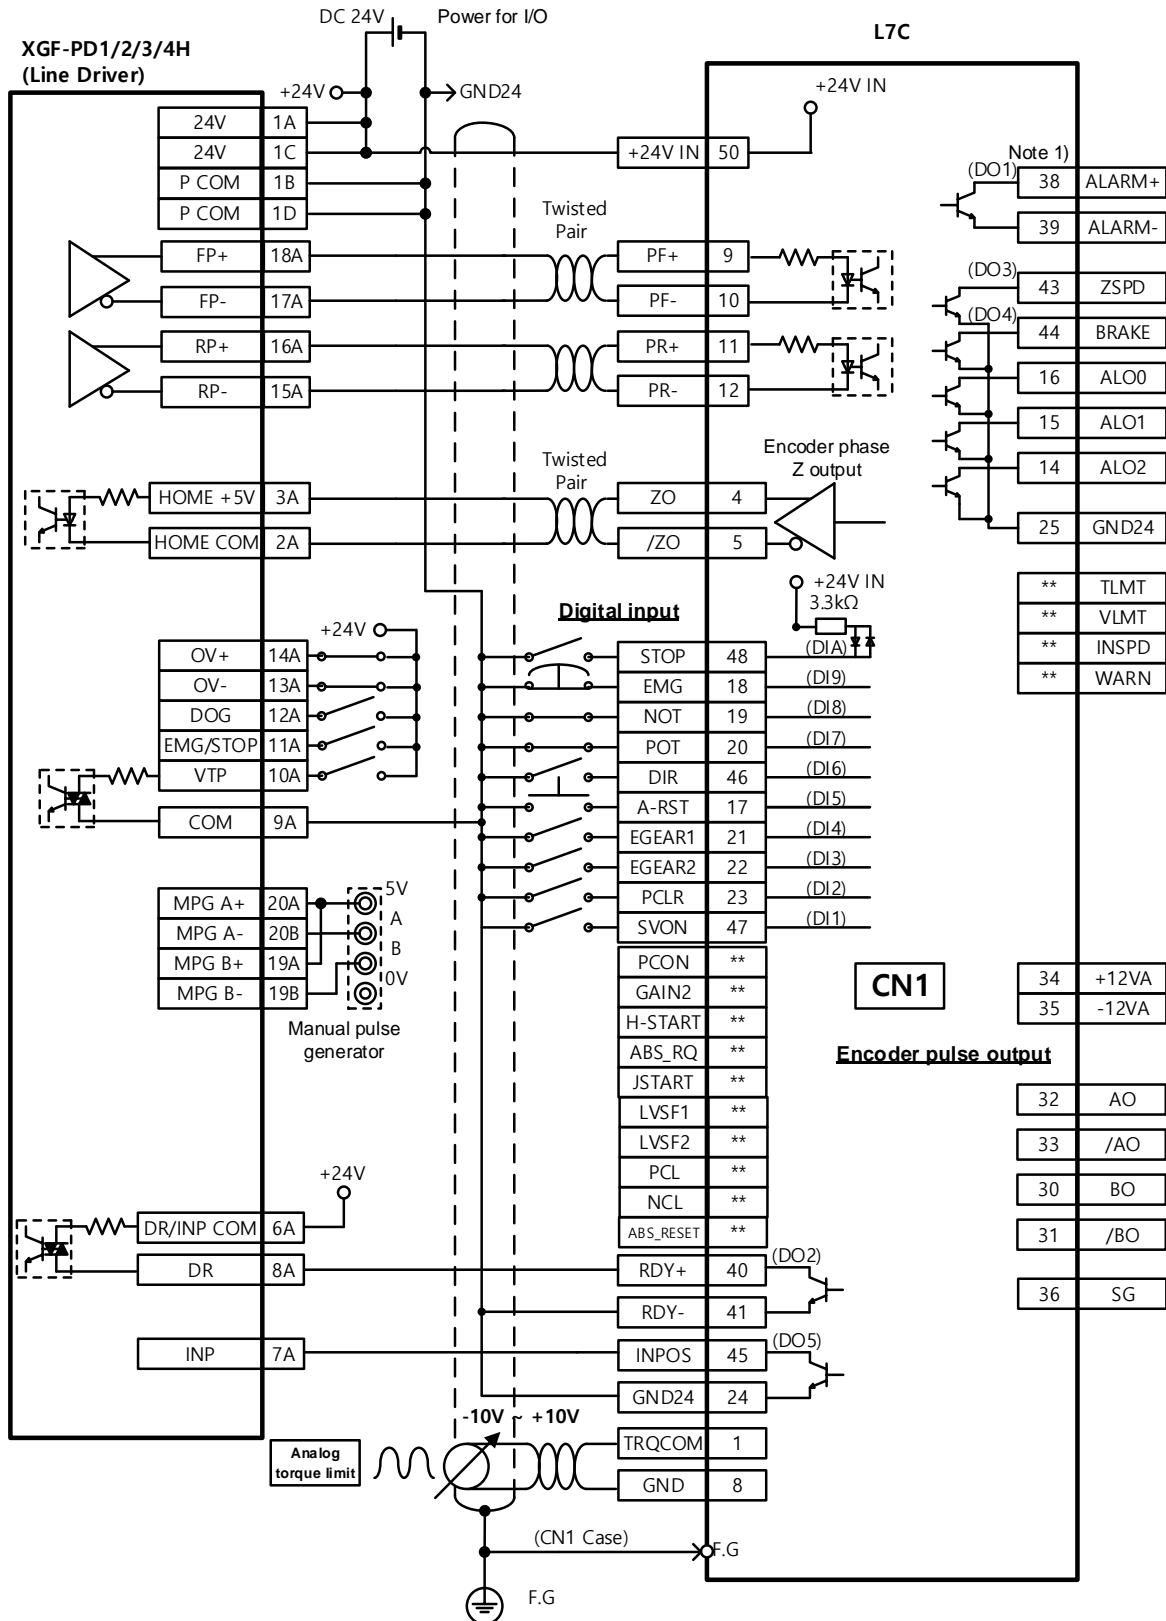 DC 24V
Power for I/O
XGF-PD1/2/3/4H
(Line Driver)
L7C
+24V
GND24
+24V IN
24V 1A
24V 1C
P COM 1B
P COM 1D
FP+ 18A
FP- 17A
RP+ 16A
RP- 15A
HOME +5V 3A
HOME COM 2A
+24V
OV+ 14A
OV- 13A
DOG 12A
EMG/STOP 11A
VTP 10A
COM 9A
MPG A+ 20A
MPG A- 20B
MPG B+ 19A
MPG B- 19B
5V
A
B
0V
Manual pulse
generator
+24V
DR/INP COM 6A
DR 8A
INP 7A
Analog
torque limit
-10V ~ +10V
(CN1 Case)
F.G
F.G
Twisted
Pair
Twisted
Pair
+24V IN 50
PF+ 9
PF- 10
PR+ 11
PR- 12
ZO 4
/ZO 5
Encoder phase
Z output
+24V IN
3.3kΩ
Digital input
STOP 48 (DIA)
EMG 18 (DI9)
NOT 19 (DI8)
POT 20 (DI7)
DIR 46 (DI6)
A-RST 17 (DI5)
EGEAR1 21 (DI4)
EGEAR2 22 (DI3)
PCLR 23 (DI2)
SVON 47 (DI1)
PCON **
GAIN2 **
H-START **
ABS_RQ **
JSTART **
LVSF1 **
LVSF2 **
PCL **
NCL **
ABS_RESET **
RDY+ 40 (DO2)
RDY- 41
INPOS 45 (DO5)
GND24 24
TRQCOM 1
GND 8
CN1
Encoder pulse output
Note 1)
(DO1) 38 ALARM+
39 ALARM-
(DO3) 43 ZSPD
(DO4) 44 BRAKE
16 ALO0
15 ALO1
14 ALO2
25 GND24
** TLMT
** VLMT
** INSPD
** WARN
34 +12VA
35 -12VA
32 AO
33 /AO
30 BO
31 /BO
36 SG